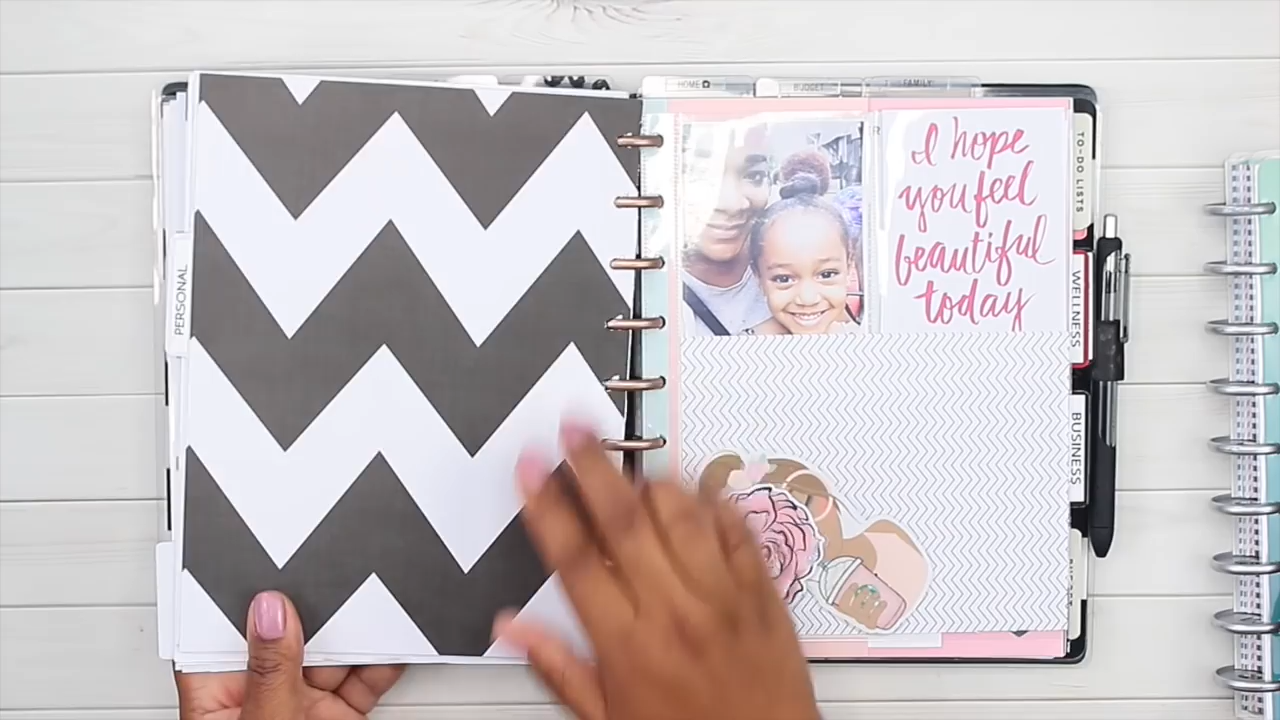 HOME
BUDGET
FAMILY
PERSONAL
I hope
you feel
beautiful
today
TO-DO LISTS
WELLNESS
BUSINESS